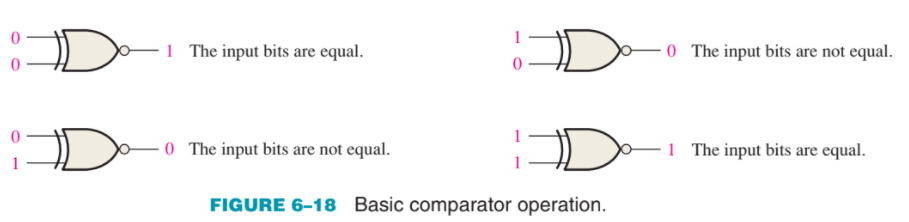 0
0
1 The input bits are equal.
1
0
0 The input bits are not equal.
0
1
0 The input bits are not equal.
1
1
1 The input bits are equal.
FIGURE 6–18 Basic comparator operation.